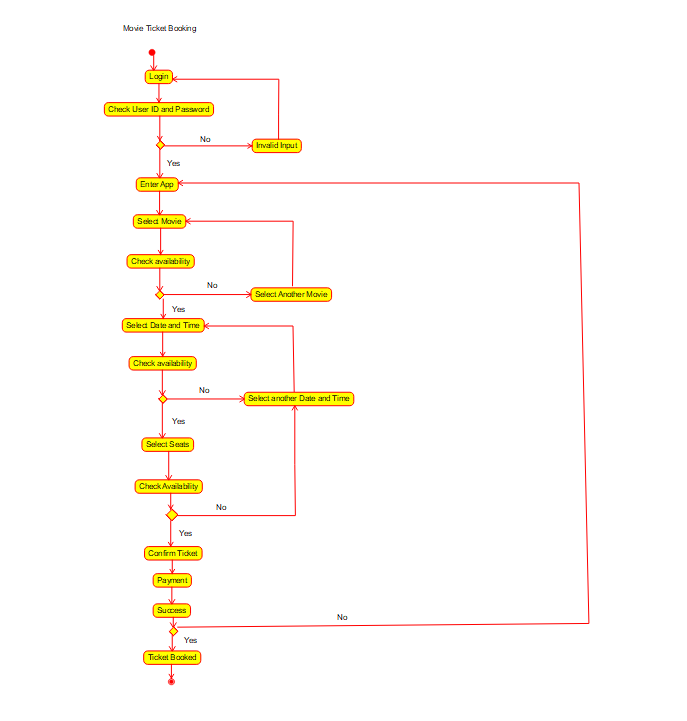 Movie Ticket Booking
Login
Check User ID and Password
No
Invalid Input
Yes
Enter App
Select Movie
Check availability
No
Select Another Movie
Yes
Select Date and Time
Check availability
No
Select another Date and Time
Yes
Select Seats
Check Availability
No
Yes
Confirm Ticket
Payment
Success
No
Yes
Ticket Booked